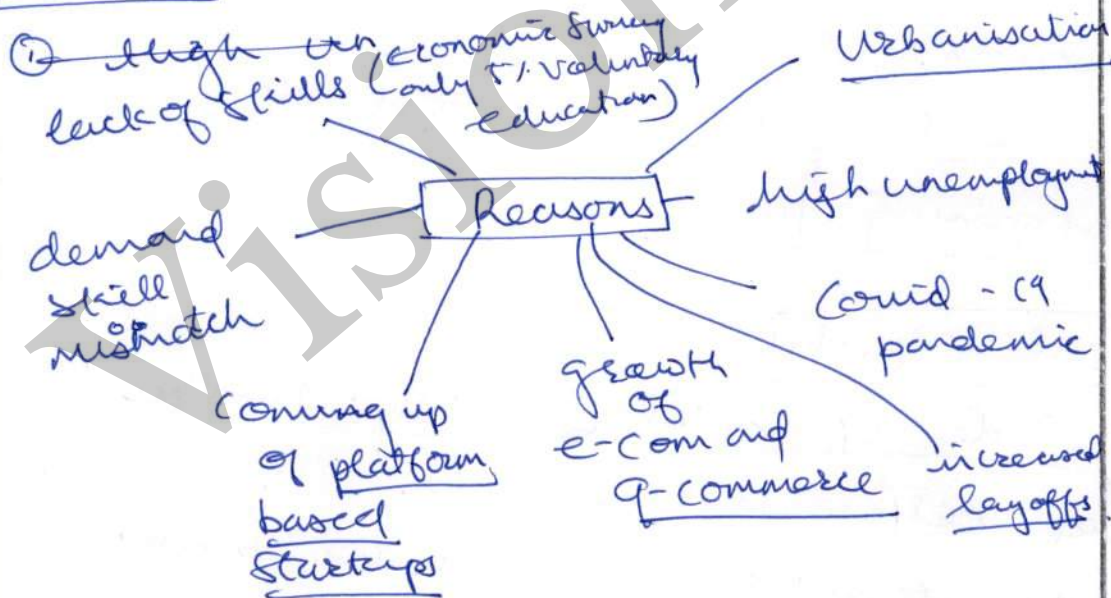 ① High un
lack of skills (Economic Survey
(only 5% voluntary
education)
Urbanisation
Reasons
high unemployment
demand
skill
mismatch
Covid-19
pandemic
Coming up
of platform
based
startups
growth
of
e-com and
q-commerce
increased
layoffs
Vision